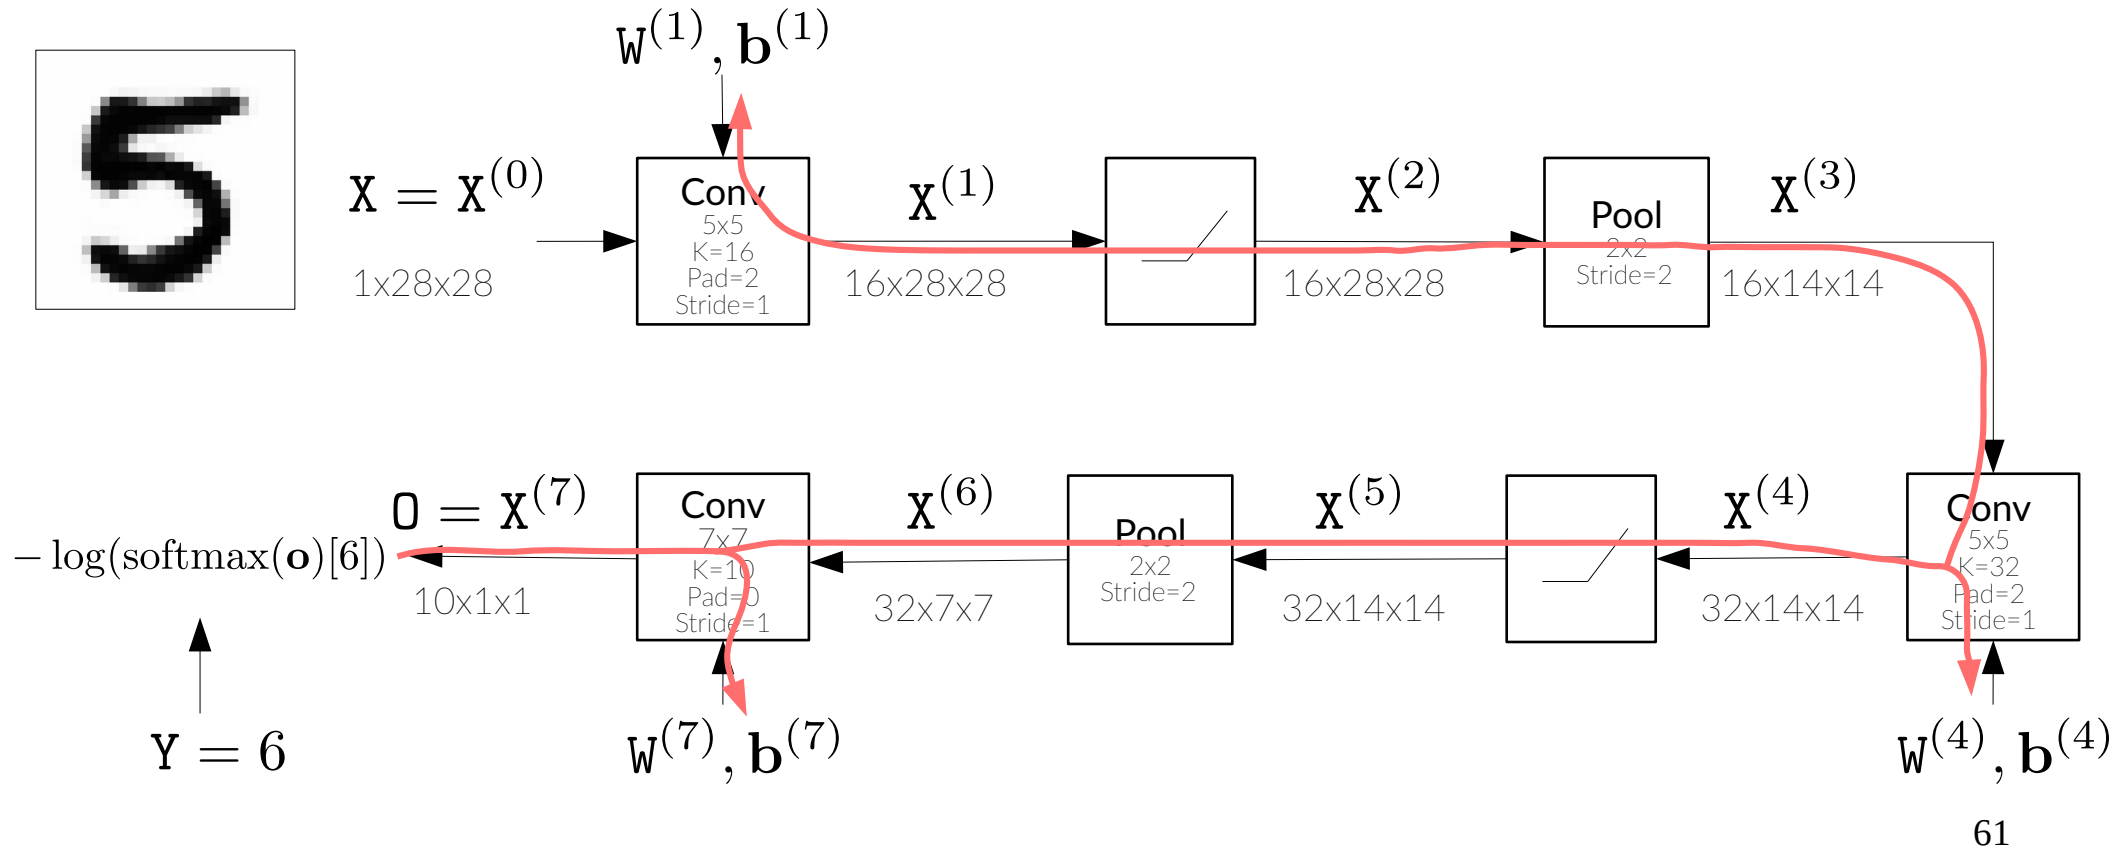 5
W^(1), b^(1)
X = X^(0)
1x28x28
Conv
5x5
K=16
Pad=2
Stride=1
X^(1)
16x28x28
X^(2)
16x28x28
Pool
2x2
Stride=2
X^(3)
16x14x14
− log(softmax(o)[6])
O = X^(7)
10x1x1
Conv
7x7
K=10
Pad=0
Stride=1
X^(6)
32x7x7
Pool
2x2
Stride=2
X^(5)
32x14x14
X^(4)
32x14x14
Conv
5x5
K=32
Pad=2
Stride=1
Y = 6
W^(7), b^(7)
W^(4), b^(4)
61